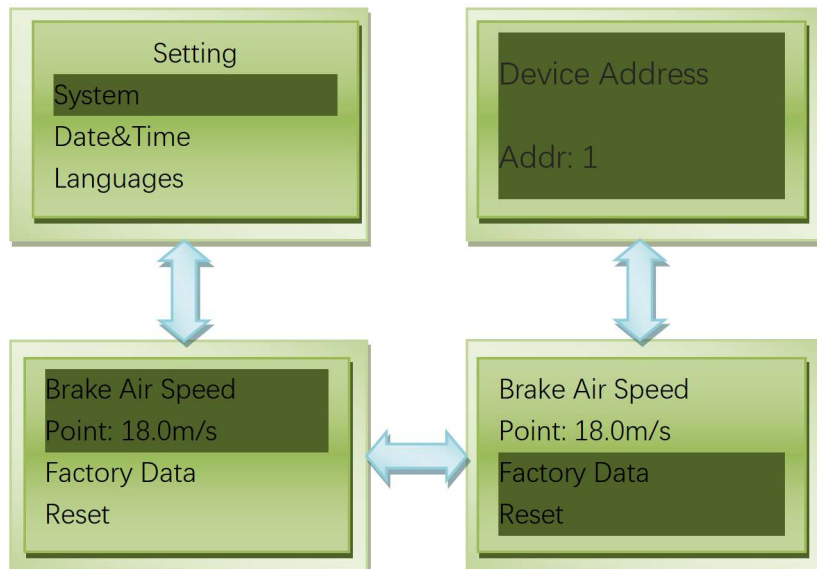 Setting
System
Date&Time
Languages
Device Address
Addr: 1
Brake Air Speed
Point: 18.0m/s
Factory Data
Reset
Brake Air Speed
Point: 18.0m/s
Factory Data
Reset